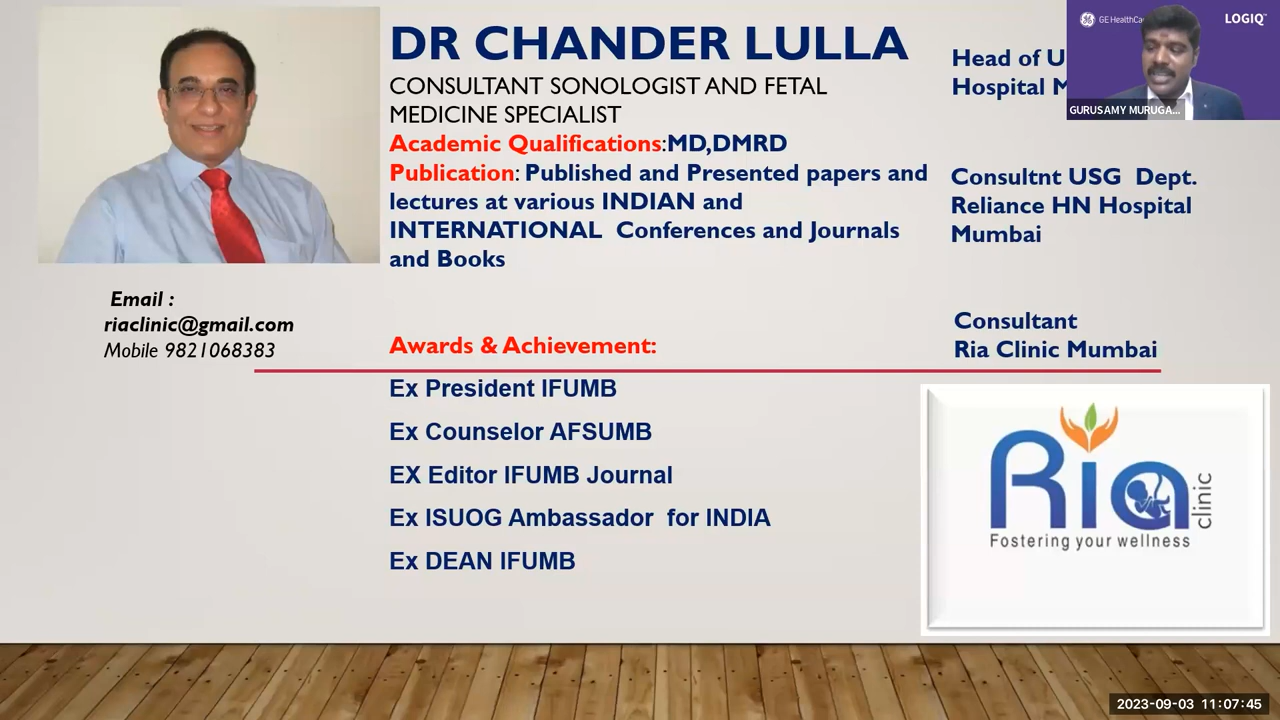 DR CHANDER LULLA
CONSULTANT SONOLOGIST AND FETAL
MEDICINE SPECIALIST
Academic Qualifications:MD,DMRD
Publication: Published and Presented papers and
lectures at various INDIAN and
INTERNATIONAL Conferences and Journals
and Books
Email :
riaclinic@gmail.com
Mobile 9821068383
Awards & Achievement:
Ex President IFUMB
Ex Counselor AFSUMB
EX Editor IFUMB Journal
Ex ISUOG Ambassador for INDIA
Ex DEAN IFUMB
Head of
Hospital
Consultnt USG Dept.
Reliance HN Hospital
Mumbai
Consultant
Ria Clinic Mumbai
Ria clinic
Fostering your wellness
GE
LOGIQ
GURUSAMY MURUGA...
2023-09-03 11:07:45